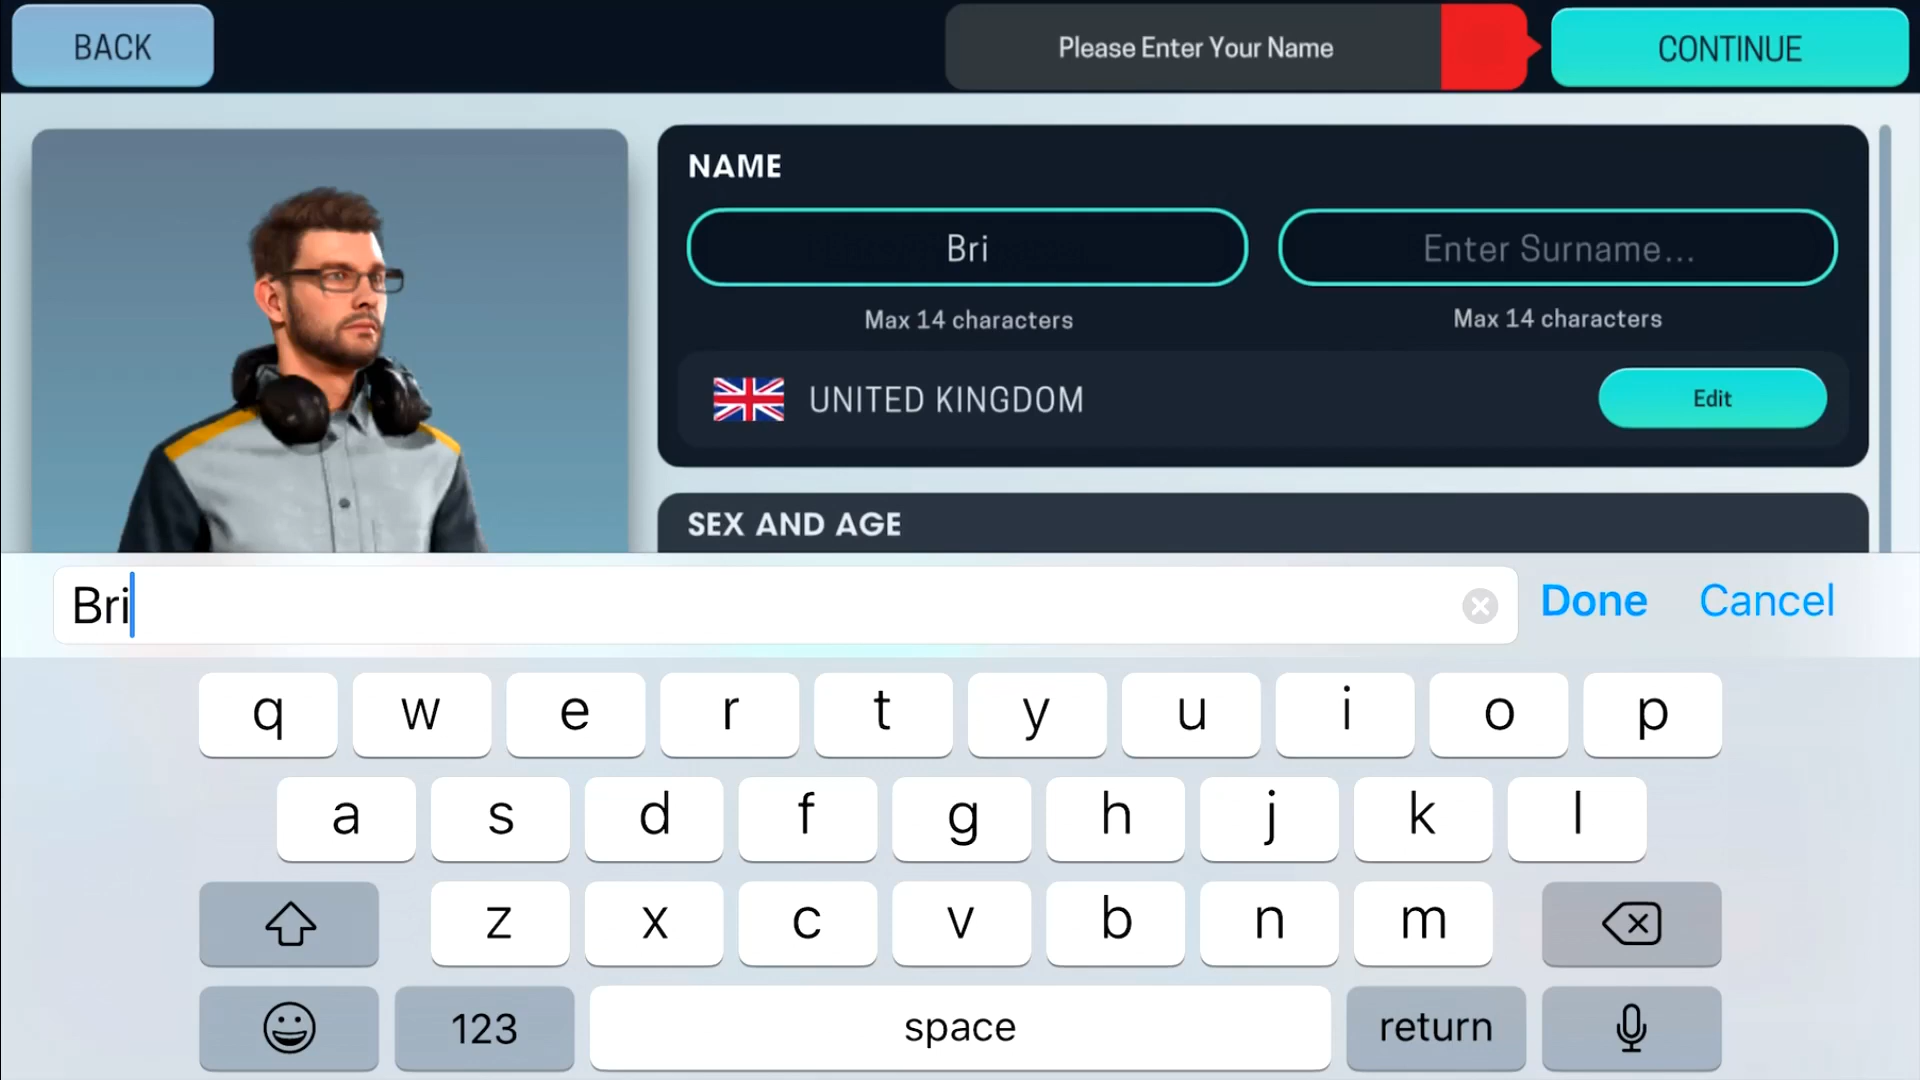 BACK
Please Enter Your Name
CONTINUE
NAME
Bri
Enter Surname...
Max 14 characters
Max 14 characters
UNITED KINGDOM
Edit
SEX AND AGE
Bri
Done
Cancel
q w e r t y u i o p
a s d f g h j k l
z x c v b n m
123
space
return